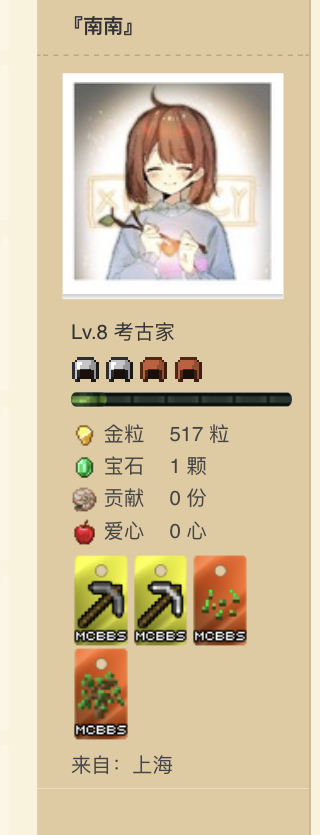 『南南』
Lv.8 考古家
金粒 517 粒
宝石 1 颗
贡献 0 份
爱心 0 心
MCBBS MCBBS MCBBS
MCBBS
来自：上海